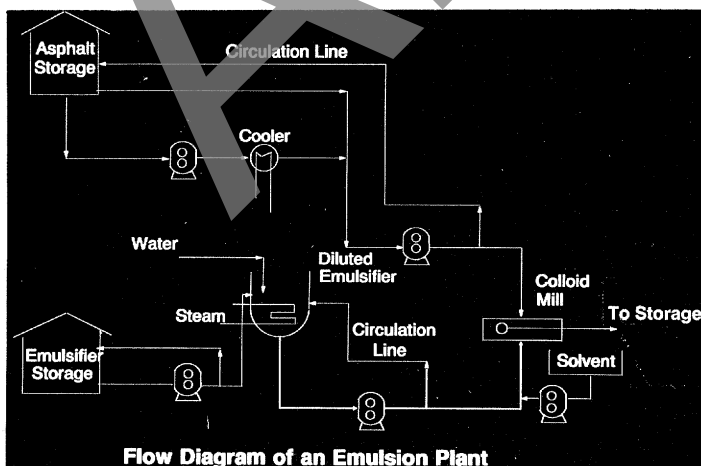 Asphalt
Storage
Circulation Line
Cooler
Water
Diluted
Emulsifier
Colloid
Mill
To Storage
Steam
Circulation
Line
Emulsifier
Storage
Solvent
Flow Diagram of an Emulsion Plant